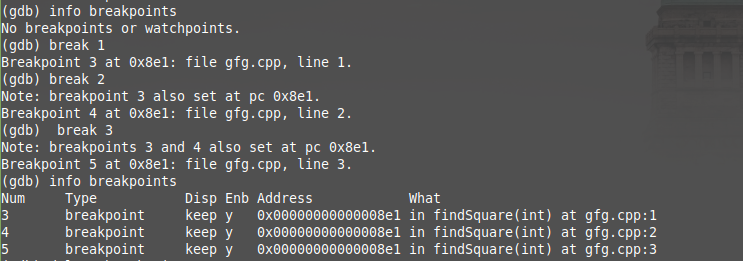 (gdb) info breakpoints
No breakpoints or watchpoints.
(gdb) break 1
Breakpoint 3 at 0x8e1: file gfg.cpp, line 1.
(gdb) break 2
Note: breakpoint 3 also set at pc 0x8e1.
Breakpoint 4 at 0x8e1: file gfg.cpp, line 2.
(gdb)  break 3
Note: breakpoints 3 and 4 also set at pc 0x8e1.
Breakpoint 5 at 0x8e1: file gfg.cpp, line 3.
(gdb) info breakpoints
Num     Type           Disp Enb Address            What
3       breakpoint     keep y   0x00000000000008e1 in findSquare(int) at gfg.cpp:1
4       breakpoint     keep y   0x00000000000008e1 in findSquare(int) at gfg.cpp:2
5       breakpoint     keep y   0x00000000000008e1 in findSquare(int) at gfg.cpp:3